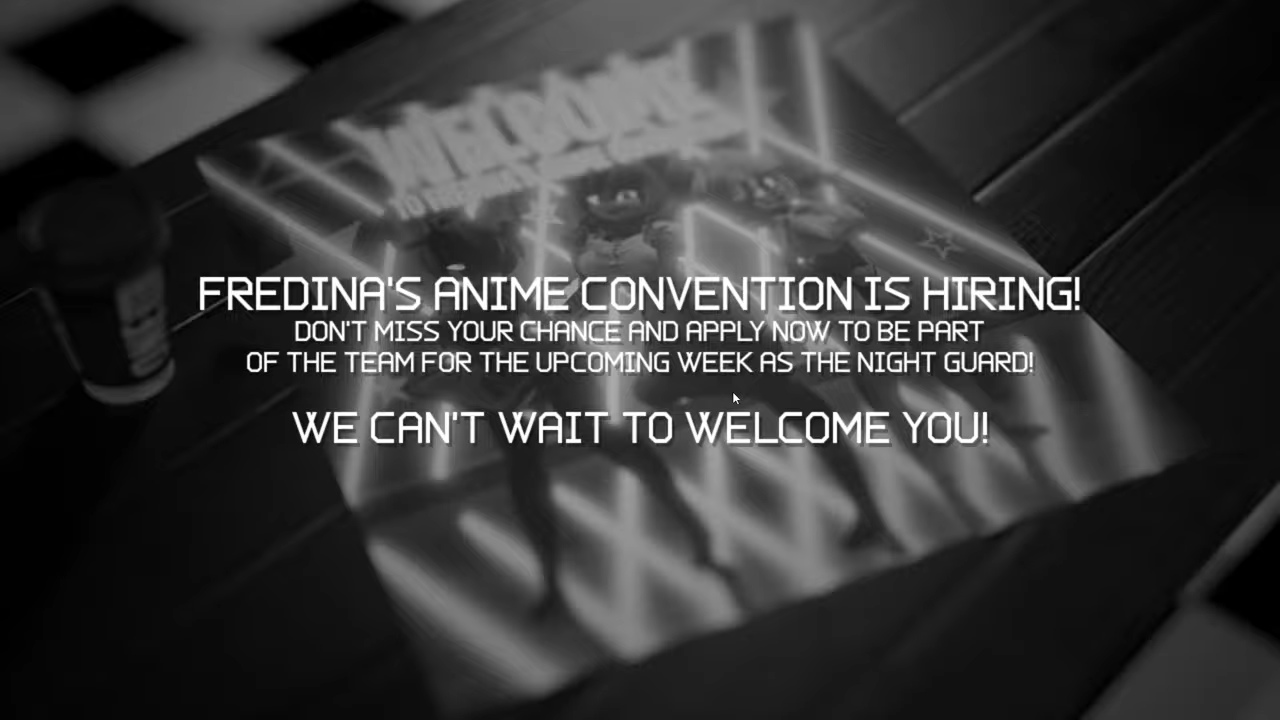 WELCOME
FREDINA'S ANIME CONVENTION IS HIRING!
DON'T MISS YOUR CHANCE AND APPLY NOW TO BE PART
OF THE TEAM FOR THE UPCOMING WEEK AS THE NIGHT GUARD!
WE CAN'T WAIT TO WELCOME YOU!